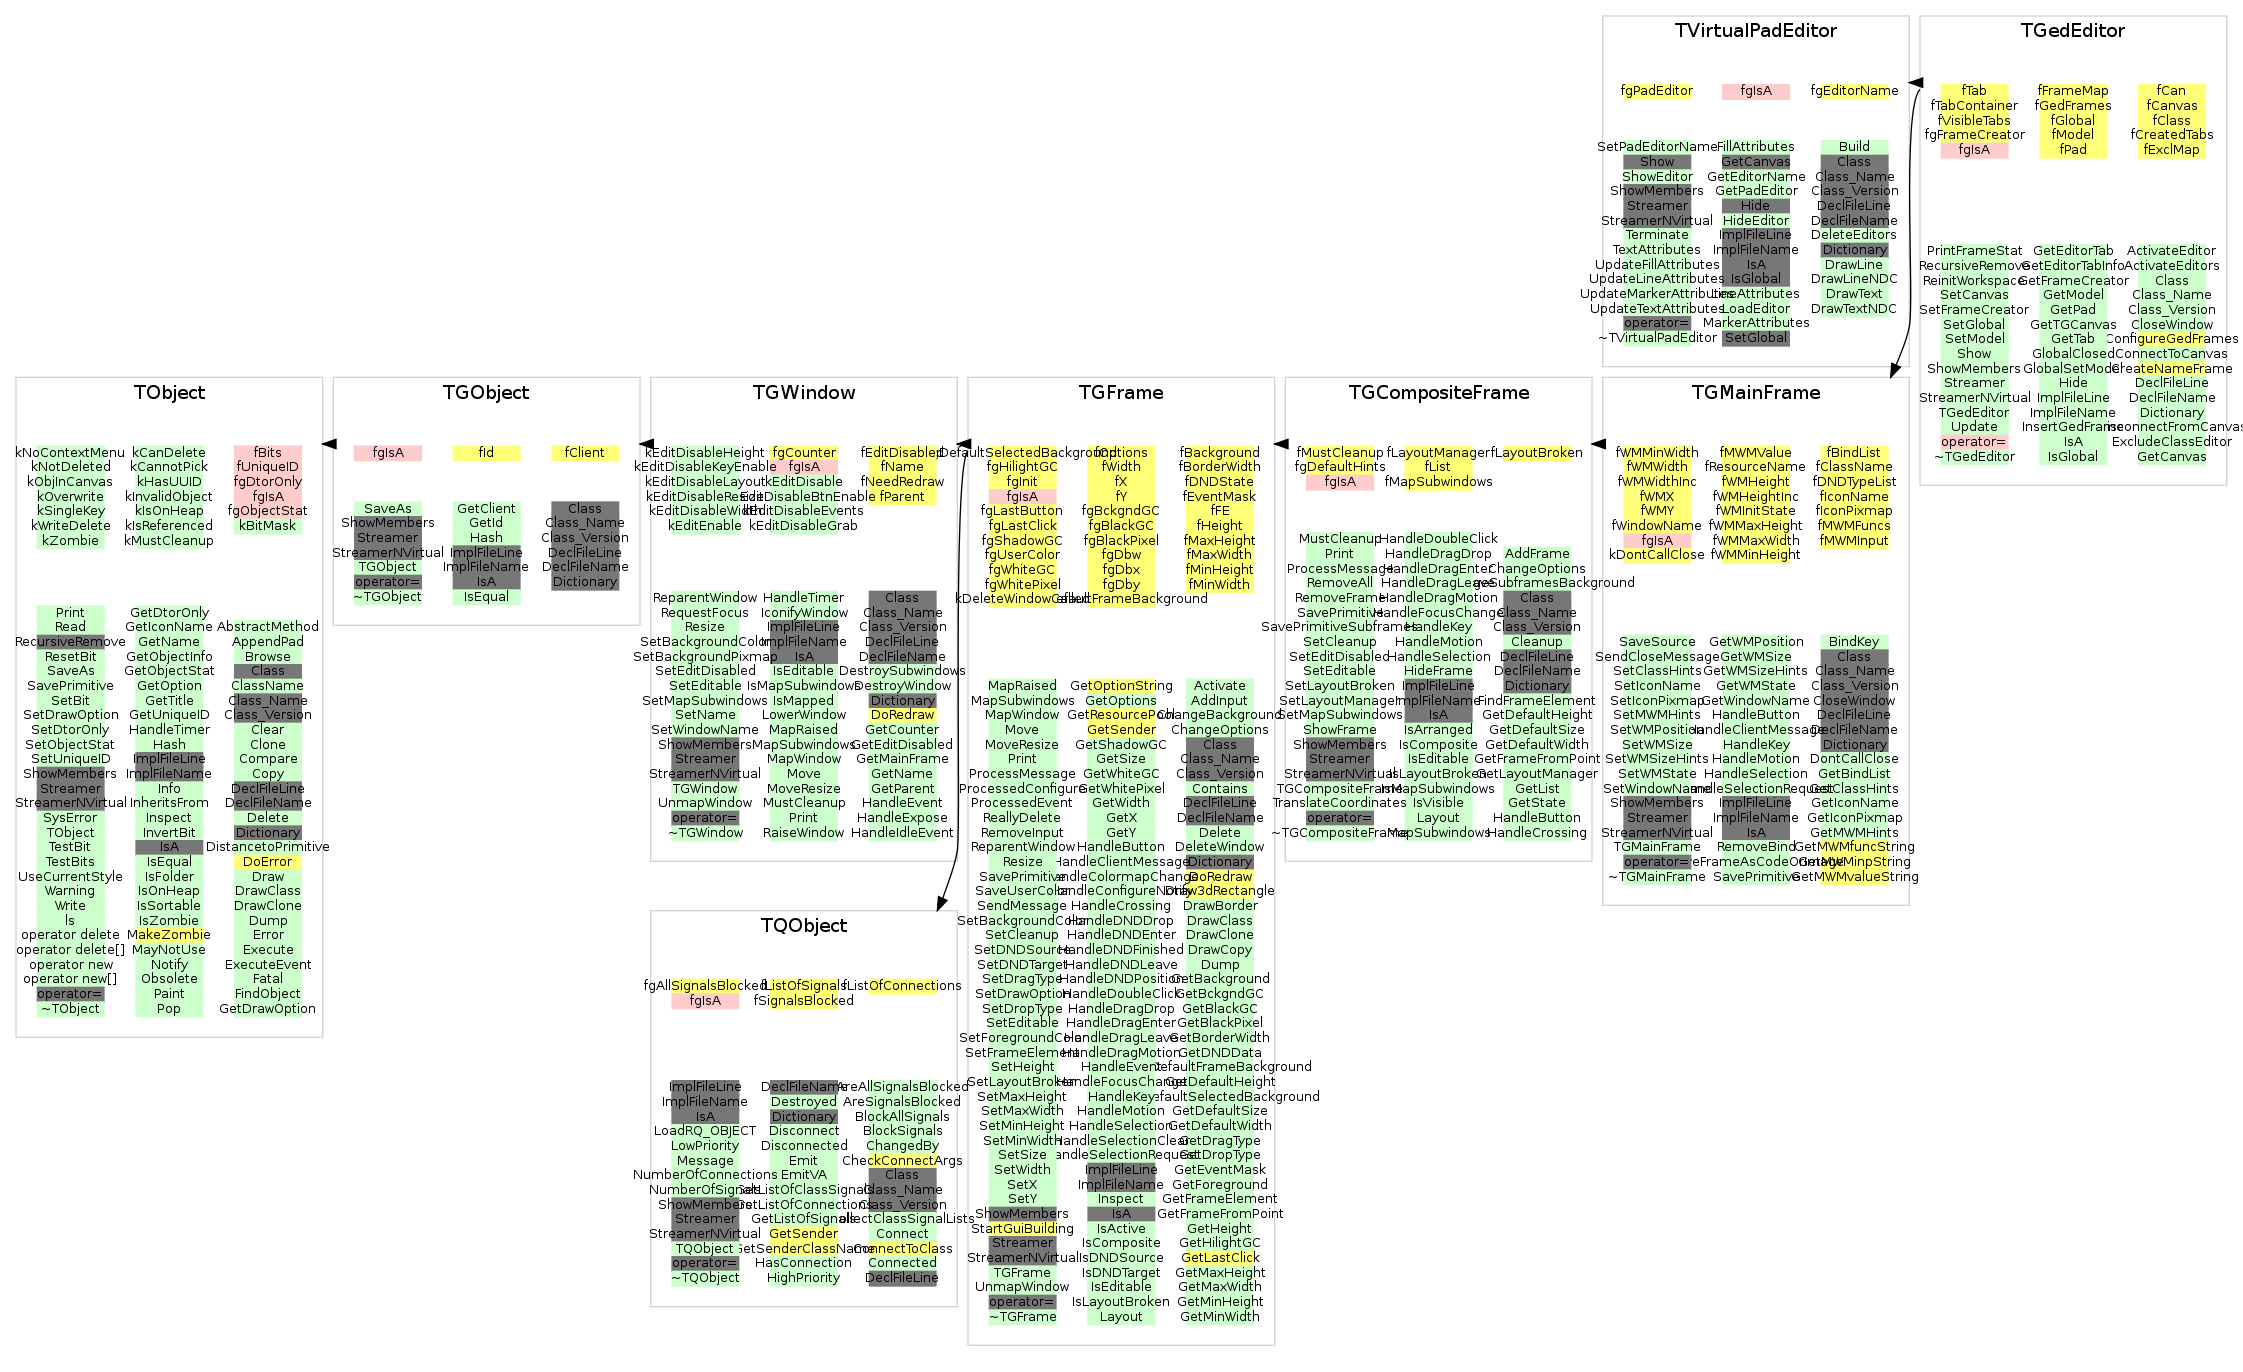 TVirtualPadEditor
fgPadEditor
fgIsA
fgEditorName
SetPadEditorName
Show
ShowEditor
ShowMembers
Streamer
StreamerNVirtual
Terminate
TextAttributes
UpdateFillAttributes
UpdateLineAttributes
UpdateMarkerAttributes
UpdateTextAttributes
operator=
~TVirtualPadEditor
FillAttributes
GetCanvas
GetEditorName
GetPadEditor
Hide
HideEditor
ImplFileLine
ImplFileName
IsA
IsGlobal
LineAttributes
LoadEditor
MarkerAttributes
SetGlobal
Build
Class
Class_Name
Class_Version
DeclFileLine
DeclFileName
DeleteEditors
Dictionary
DrawLine
DrawLineNDC
DrawText
DrawTextNDC
TGedEditor
fTab
fTabContainer
fVisibleTabs
fgFrameCreator
fgIsA
fFrameMap
fGedFrames
fGlobal
fModel
fPad
fCan
fCanvas
fClass
fCreatedTabs
fExclMap
PrintFrameStat
RecursiveRemove
ReinitWorkspace
SetCanvas
SetFrameCreator
SetGlobal
SetModel
Show
ShowMembers
Streamer
StreamerNVirtual
TGedEditor
Update
operator=
~TGedEditor
GetEditorTab
GetEditorTabInfo
GetFrameCreator
GetModel
GetPad
GetTGCanvas
GetTab
GlobalClosed
GlobalSetModel
Hide
ImplFileLine
ImplFileName
InsertGedFrame
IsA
IsGlobal
ActivateEditor
ActivateEditors
Class
Class_Name
Class_Version
CloseWindow
ConfigureGedFrames
ConnectToCanvas
CreateNameFrame
DeclFileLine
DeclFileName
Dictionary
ExcludeClassEditor
GetCanvas
TObject
kNoContextMenu
kNotDeleted
kObjInCanvas
kOverwrite
kSingleKey
kWriteDelete
kZombie
kCanDelete
kCannotPick
kHasUUID
kInvalidObject
kIsOnHeap
kIsReferenced
kMustCleanup
fBits
fUniqueID
fgDtorOnly
fgIsA
fgObjectStat
kBitMask
Print
Read
RecursiveRemove
ResetBit
SaveAs
SavePrimitive
SetBit
SetDrawOption
SetDtorOnly
SetObjectStat
SetUniqueID
ShowMembers
Streamer
StreamerNVirtual
SysError
TObject
TestBit
TestBits
UseCurrentStyle
Warning
Write
ls
operator delete
operator delete[]
operator new
operator new[]
operator=
~TObject
GetDtorOnly
GetIconName
GetName
GetObjectInfo
GetObjectStat
GetOption
GetTitle
GetUniqueID
HandleTimer
Hash
ImplFileLine
ImplFileName
Info
InheritsFrom
Inspect
InvertBit
IsA
IsEqual
IsFolder
IsOnHeap
IsSortable
IsZombie
MakeZombie
MayNotUse
Notify
Obsolete
Paint
Pop
AbstractMethod
AppendPad
Browse
Class
ClassName
Class_Name
Class_Version
Clear
Clone
Compare
Copy
DeclFileLine
DeclFileName
Delete
Dictionary
DistancetoPrimitive
DoError
Draw
DrawClass
DrawClone
Dump
Error
Execute
ExecuteEvent
Fatal
FindObject
GetDrawOption
TGObject
fgIsA
fId
fClient
SaveAs
ShowMembers
Streamer
StreamerNVirtual
TGObject
operator=
~TGObject
GetClient
GetId
Hash
ImplFileLine
ImplFileName
IsA
IsEqual
Class
Class_Name
Class_Version
DeclFileLine
DeclFileName
Dictionary
TGWindow
kEditDisableHeight
kEditDisableKeyEnable
kEditDisableLayout
kEditDisableResize
kEditDisableWidth
kEditEnable
fgCounter
fgIsA
kEditDisable
kEditDisableBtnEnable
kEditDisableEvents
kEditDisableGrab
fEditDisabled
fName
fNeedRedraw
fParent
ReparentWindow
RequestFocus
Resize
SetBackgroundColor
SetBackgroundPixmap
SetEditDisabled
SetEditable
SetMapSubwindows
SetName
SetWindowName
ShowMembers
Streamer
StreamerNVirtual
TGWindow
UnmapWindow
operator=
~TGWindow
HandleTimer
IconifyWindow
ImplFileLine
ImplFileName
IsA
IsEditable
IsMapSubwindows
IsMapped
LowerWindow
MapRaised
MapSubwindows
MapWindow
Move
MoveResize
MustCleanup
Print
RaiseWindow
Class
Class_Name
Class_Version
DeclFileLine
DeclFileName
DestroySubwindows
DestroyWindow
Dictionary
DoRedraw
GetCounter
GetEditDisabled
GetMainFrame
GetName
GetParent
HandleEvent
HandleExpose
HandleIdleEvent
TQObject
fgAllSignalsBlocked
fgIsA
fListOfSignals
fSignalsBlocked
fListOfConnections
ImplFileLine
ImplFileName
IsA
LoadRQ_OBJECT
LowPriority
Message
NumberOfConnections
NumberOfSignals
ShowMembers
Streamer
StreamerNVirtual
TQObject
operator=
~TQObject
DeclFileName
Destroyed
Dictionary
Disconnect
Disconnected
Emit
EmitVA
GetListOfClassSignals
GetListOfConnections
GetListOfSignals
GetSender
GetSenderClassName
HasConnection
HighPriority
AreAllSignalsBlocked
AreSignalsBlocked
BlockAllSignals
BlockSignals
ChangedBy
CheckConnectArgs
Class
Class_Name
Class_Version
Connect
ConnectToClass
Connected
DeclFileLine
TGFrame
fgHilightGC
fgInit
fgIsA
fgLastButton
fgLastClick
fgShadowGC
fgUserColor
fgWhiteGC
fgWhitePixel
fOptions
fWidth
fX
fY
fgBckgndGC
fgBlackGC
fgBlackPixel
fgDbw
fgDbx
fgDby
fBackground
fBorderWidth
fDNDState
fEventMask
fFE
fHeight
fMaxHeight
fMaxWidth
fMinHeight
fMinWidth
MapRaised
MapSubwindows
MapWindow
Move
MoveResize
Print
ProcessMessage
ProcessedConfigure
ProcessedEvent
ReallyDelete
RemoveInput
ReparentWindow
Resize
SavePrimitive
SaveUserColor
SendMessage
SetBackgroundColor
SetCleanup
SetDNDSource
SetDNDTarget
SetDragType
SetDrawOption
SetDropType
SetEditable
SetForegroundColor
SetFrameElement
SetHeight
SetLayoutBroken
SetMaxHeight
SetMaxWidth
SetMinHeight
SetMinWidth
SetSize
SetWidth
SetX
SetY
ShowMembers
StartGuiBuilding
Streamer
StreamerNVirtual
TGFrame
UnmapWindow
operator=
~TGFrame
GetOptionString
GetOptions
GetResourcePool
GetSender
GetShadowGC
GetSize
GetWhiteGC
GetWhitePixel
GetWidth
GetX
GetY
HandleButton
HandleClientMessage
HandleColormapChange
HandleConfigureNotify
HandleCrossing
HandleDNDDrop
HandleDNDEnter
HandleDNDFinished
HandleDNDLeave
HandleDNDPosition
HandleDoubleClick
HandleDragDrop
HandleDragEnter
HandleDragLeave
HandleDragMotion
HandleEvent
HandleFocusChange
HandleKey
HandleMotion
HandleSelection
HandleSelectionClear
HandleSelectionRequest
ImplFileLine
ImplFileName
Inspect
IsA
IsActive
IsComposite
IsDNDSource
IsDNDTarget
IsEditable
IsLayoutBroken
Layout
Activate
AddInput
ChangeBackground
ChangeOptions
Class
Class_Name
Class_Version
Contains
DeclFileLine
DeclFileName
Delete
DeleteWindow
Dictionary
DoRedraw
Draw3dRectangle
DrawBorder
DrawClass
DrawClone
DrawCopy
Dump
GetBackground
GetBckgndGC
GetBlackGC
GetBlackPixel
GetBorderWidth
GetDNDData
GetDefaultHeight
GetDefaultSize
GetDefaultWidth
GetDragType
GetDropType
GetEventMask
GetForeground
GetFrameElement
GetFrameFromPoint
GetHeight
GetHilightGC
GetLastClick
GetMaxHeight
GetMaxWidth
GetMinHeight
GetMinWidth
TGCompositeFrame
fMustCleanup
fgDefaultHints
fgIsA
fLayoutManager
fList
fMapSubwindows
fLayoutBroken
MustCleanup
Print
ProcessMessage
RemoveAll
RemoveFrame
SavePrimitive
SavePrimitiveSubframes
SetCleanup
SetEditDisabled
SetEditable
SetLayoutBroken
SetLayoutManager
SetMapSubwindows
ShowFrame
ShowMembers
Streamer
StreamerNVirtual
TGCompositeFrame
TranslateCoordinates
operator=
~TGCompositeFrame
HandleDoubleClick
HandleDragDrop
HandleDragEnter
HandleDragLeave
HandleDragMotion
HandleFocusChange
HandleKey
HandleMotion
HandleSelection
HideFrame
ImplFileLine
ImplFileName
IsA
IsArranged
IsComposite
IsEditable
IsLayoutBroken
IsMapSubwindows
IsVisible
Layout
MapSubwindows
AddFrame
ChangeOptions
Class
Class_Name
Class_Version
Cleanup
DeclFileLine
DeclFileName
Dictionary
FindFrameElement
GetDefaultHeight
GetDefaultSize
GetDefaultWidth
GetFrameFromPoint
GetLayoutManager
GetList
GetState
HandleButton
HandleCrossing
TGMainFrame
fWMMinWidth
fWMWidth
fWMWidthInc
fWMX
fWMY
fWindowName
fgIsA
kDontCallClose
fMWMValue
fResourceName
fWMHeight
fWMHeightInc
fWMInitState
fWMMaxHeight
fWMMaxWidth
fWMMinHeight
fBindList
fClassName
fDNDTypeList
fIconName
fIconPixmap
fMWMFuncs
fMWMInput
SaveSource
SendCloseMessage
SetClassHints
SetIconName
SetIconPixmap
SetMWMHints
SetWMPosition
SetWMSize
SetWMSizeHints
SetWMState
SetWindowName
ShowMembers
Streamer
StreamerNVirtual
TGMainFrame
operator=
~TGMainFrame
GetWMPosition
GetWMSize
GetWMSizeHints
GetWMState
GetWindowName
HandleButton
HandleClientMessage
HandleKey
HandleMotion
HandleSelection
HandleSelectionRequest
ImplFileLine
ImplFileName
IsA
RemoveBind
SavePrimitive
BindKey
Class
Class_Name
Class_Version
CloseWindow
DeclFileLine
DeclFileName
Dictionary
DontCallClose
GetBindList
GetClassHints
GetIconName
GetIconPixmap
GetMWMHints
GetMWMfuncString
GetMWMinpString
GetMWMvalueString